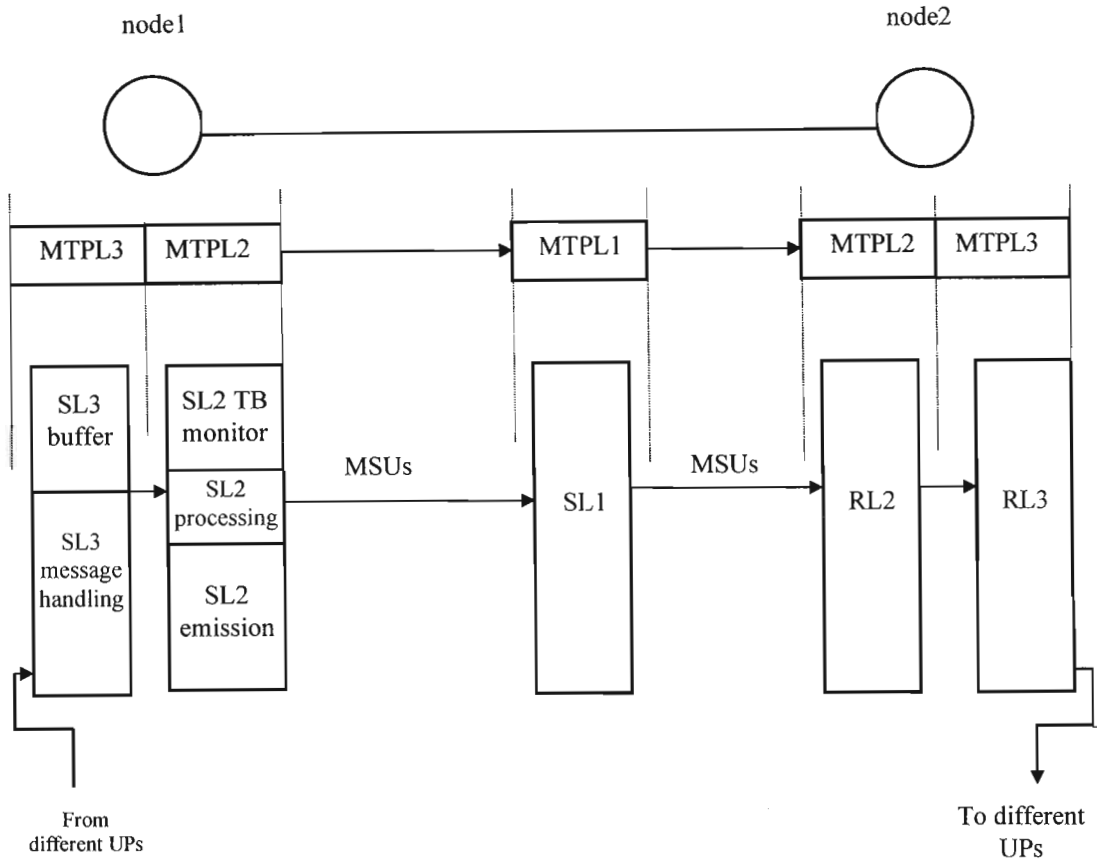 node1
node2
MTPL3
MTPL2
MTPL1
MTPL2
MTPL3
SL3
buffer
SL3
message
handling
SL2 TB
monitor
SL2
processing
SL2
emission
MSUs
SL1
MSUs
RL2
RL3
From
different UPs
To different
UPs